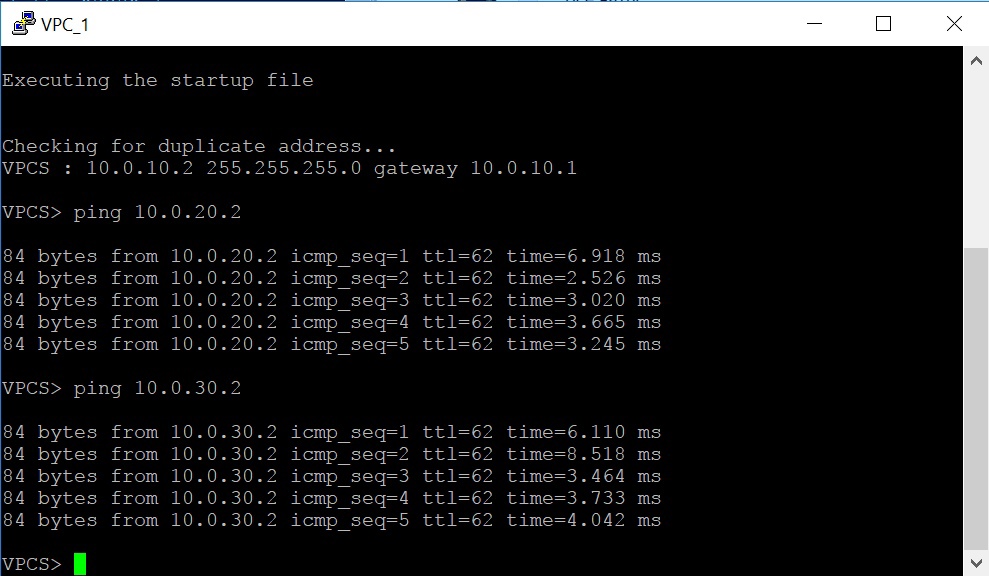 VPC_1
Executing the startup file
Checking for duplicate address...
VPCS : 10.0.10.2 255.255.255.0 gateway 10.0.10.1
VPCS> ping 10.0.20.2
84 bytes from 10.0.20.2 icmp_seq=1 ttl=62 time=6.918 ms
84 bytes from 10.0.20.2 icmp_seq=2 ttl=62 time=2.526 ms
84 bytes from 10.0.20.2 icmp_seq=3 ttl=62 time=3.020 ms
84 bytes from 10.0.20.2 icmp_seq=4 ttl=62 time=3.665 ms
84 bytes from 10.0.20.2 icmp_seq=5 ttl=62 time=3.245 ms
VPCS> ping 10.0.30.2
84 bytes from 10.0.30.2 icmp_seq=1 ttl=62 time=6.110 ms
84 bytes from 10.0.30.2 icmp_seq=2 ttl=62 time=8.518 ms
84 bytes from 10.0.30.2 icmp_seq=3 ttl=62 time=3.464 ms
84 bytes from 10.0.30.2 icmp_seq=4 ttl=62 time=3.733 ms
84 bytes from 10.0.30.2 icmp_seq=5 ttl=62 time=4.042 ms
VPCS>